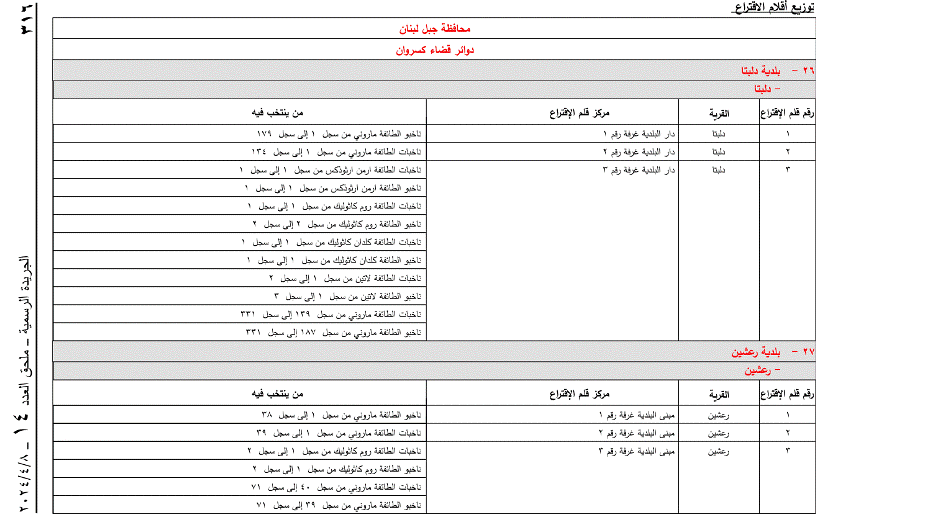 توزيع أقلام الاقتراع
٣١٦
محافظة جبل لبنان
دوائر قضاء كسروان
٢٦ - بلدية دلبتا
- دلبتا
رقم قلم الإقتراع القرية مركز قلم الإقتراع من ينتخب فيه
١ دلبتا دار البلدية غرفة رقم ١ ناخبو الطائفة ماروني من سجل ١ إلى سجل ١٧٩
٢ دلبتا دار البلدية غرفة رقم ٢ ناخبات الطائفة ماروني من سجل ١ إلى سجل ١٣٤
٣ دلبتا دار البلدية غرفة رقم ٣ ناخبات الطائفة ارمن ارثوذكس من سجل ١ إلى سجل ١
ناخبو الطائفة ارمن ارثوذكس من سجل ١ إلى سجل ١
ناخبات الطائفة روم كاثوليك من سجل ١ إلى سجل ١
ناخبو الطائفة روم كاثوليك من سجل ٢ إلى سجل ٢
ناخبات الطائفة كلدان كاثوليك من سجل ١ إلى سجل ١
ناخبو الطائفة كلدان كاثوليك من سجل ١ إلى سجل ١
ناخبات الطائفة لاتين من سجل ١ إلى سجل ٢
ناخبو الطائفة لاتين من سجل ١ إلى سجل ٣
ناخبات الطائفة ماروني من سجل ١٣٩ إلى سجل ٣٣١
ناخبو الطائفة ماروني من سجل ١٨٧ إلى سجل ٣٣١
٢٧ - بلدية رعشين
- رعشين
رقم قلم الإقتراع القرية مركز قلم الإقتراع من ينتخب فيه
١ رعشين مبنى البلدية غرفة رقم ١ ناخبو الطائفة ماروني من سجل ١ إلى سجل ٣٨
٢ رعشين مبنى البلدية غرفة رقم ٢ ناخبات الطائفة ماروني من سجل ١ إلى سجل ٣٩
٣ رعشين مبنى البلدية غرفة رقم ٣ ناخبات الطائفة روم كاثوليك من سجل ١ إلى سجل ٢
ناخبو الطائفة روم كاثوليك من سجل ١ إلى سجل ٢
ناخبات الطائفة ماروني من سجل ٤٠ إلى سجل ٧١
ناخبو الطائفة ماروني من سجل ٣٩ إلى سجل ٧١
الجريدة الرسمية – ملحق العدد ١٤ – ٢٠٢٤/٤/٨